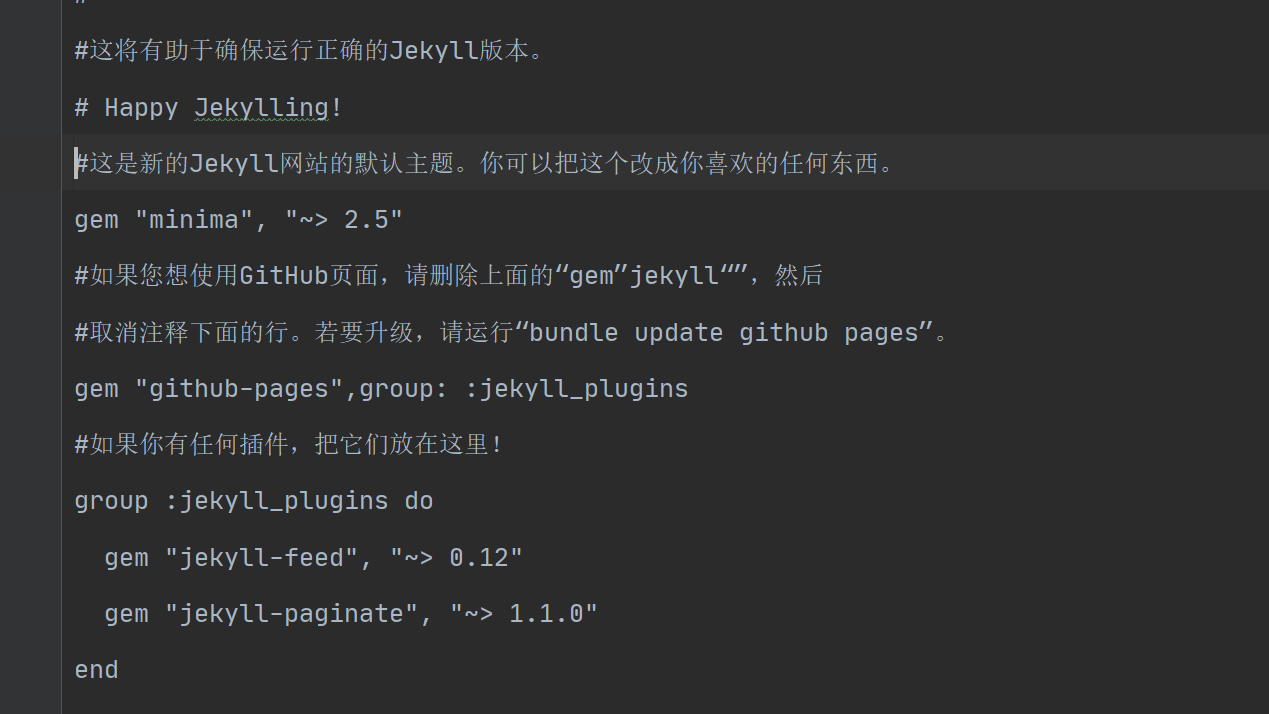 #这将有助于确保运行正确的Jekyll版本。
# Happy Jekylling!
#这是新的Jekyll网站的默认主题。你可以把这个改成你喜欢的任何东西。
gem "minima", "~> 2.5"
#如果您想使用GitHub页面，请删除上面的“gem”jekyll“”，然后
#取消注释下面的行。若要升级，请运行“bundle update github pages”。
gem "github-pages",group: :jekyll_plugins
#如果你有任何插件，把它们放在这里！
group :jekyll_plugins do
  gem "jekyll-feed", "~> 0.12"
  gem "jekyll-paginate", "~> 1.1.0"
end